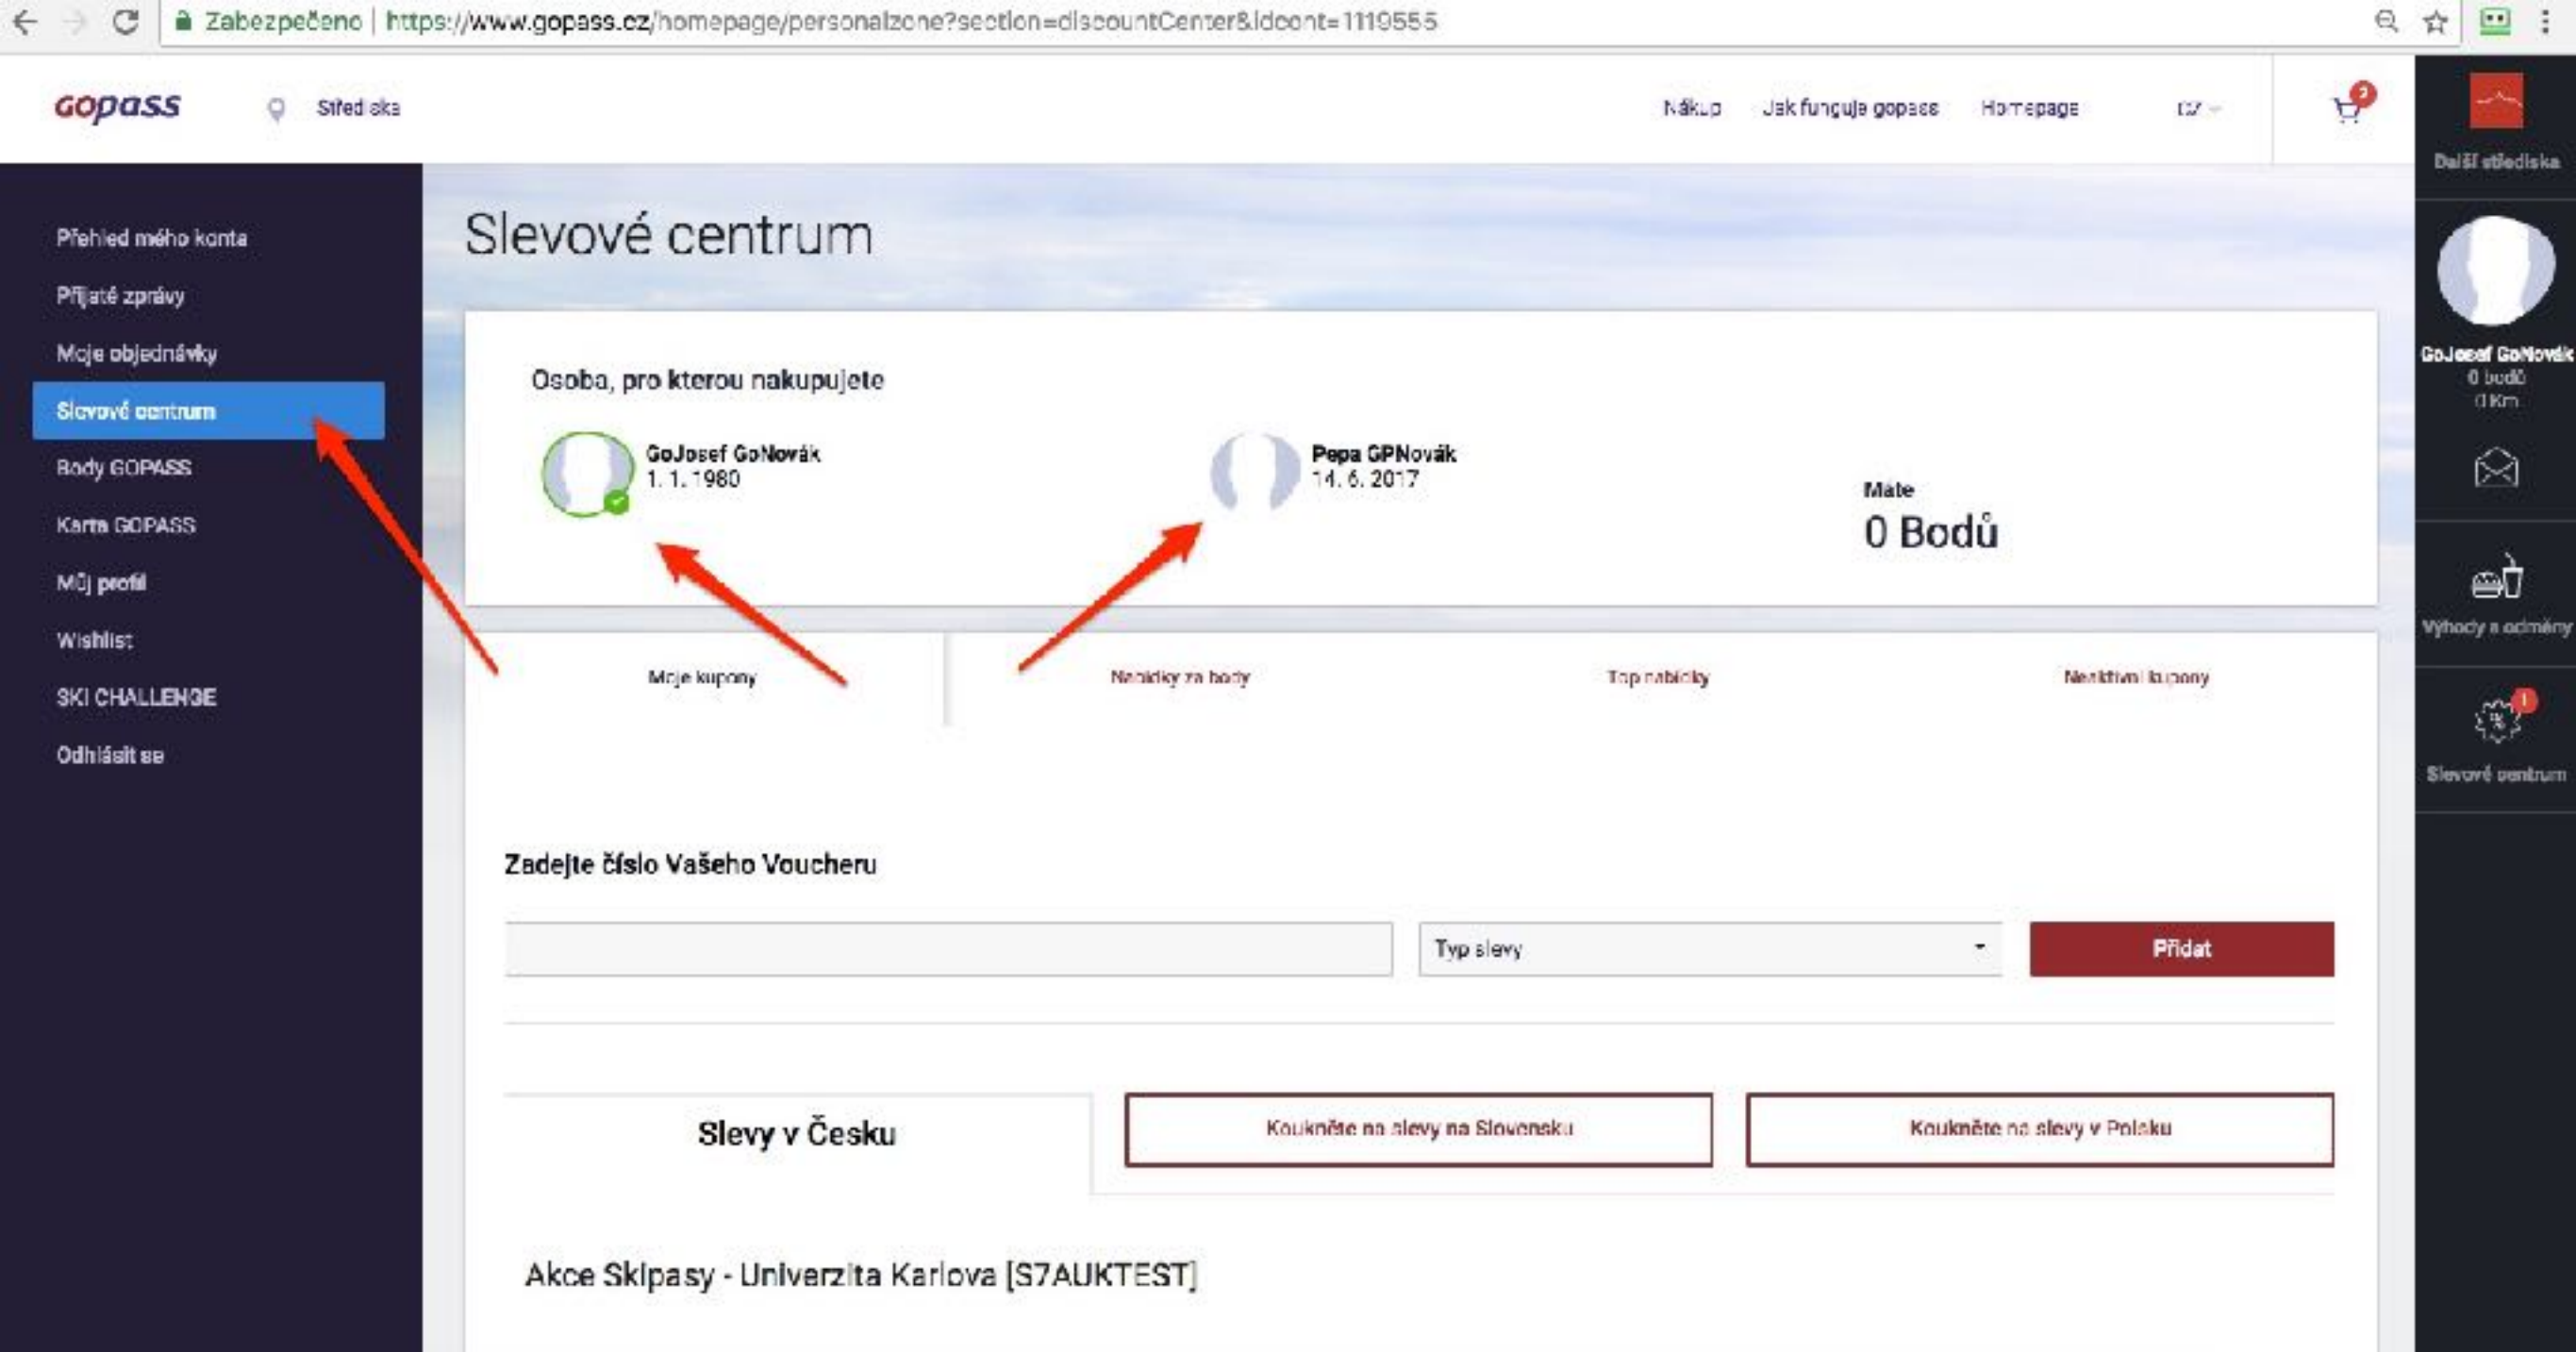 Zabezpečeno | https://www.gopass.cz/homepage/personalzone?section=discountCenter&idcont=1119555
GOPASS
Střediska
Nákup
Jak funguje gopass
Homepage
CZ
2
Další střediska
Přehled mého konta
Přijaté zprávy
Moje objednávky
Slevové centrum
Body GOPASS
Karta GOPASS
Můj profil
Wishlist
SKI CHALLENGE
Odhlásit se
Slevové centrum
Osoba, pro kterou nakupujete
GoJosef GoNovák
1. 1. 1980
Pepa GPNovák
14. 6. 2017
Máte
0 Bodů
Moje kupony
Nabídky za body
Top nabídky
Neaktivní kupony
Zadejte číslo Vašeho Voucheru
Typ slevy
Přidat
Slevy v Česku
Koukněte na slevy na Slovensku
Koukněte na slevy v Polsku
Akce Skipasy - Univerzita Karlova [S7AUKTEST]
GoJosef GoNovák
0 bodů
0 Km
Výhody a odměny
1
%
Slevové centrum